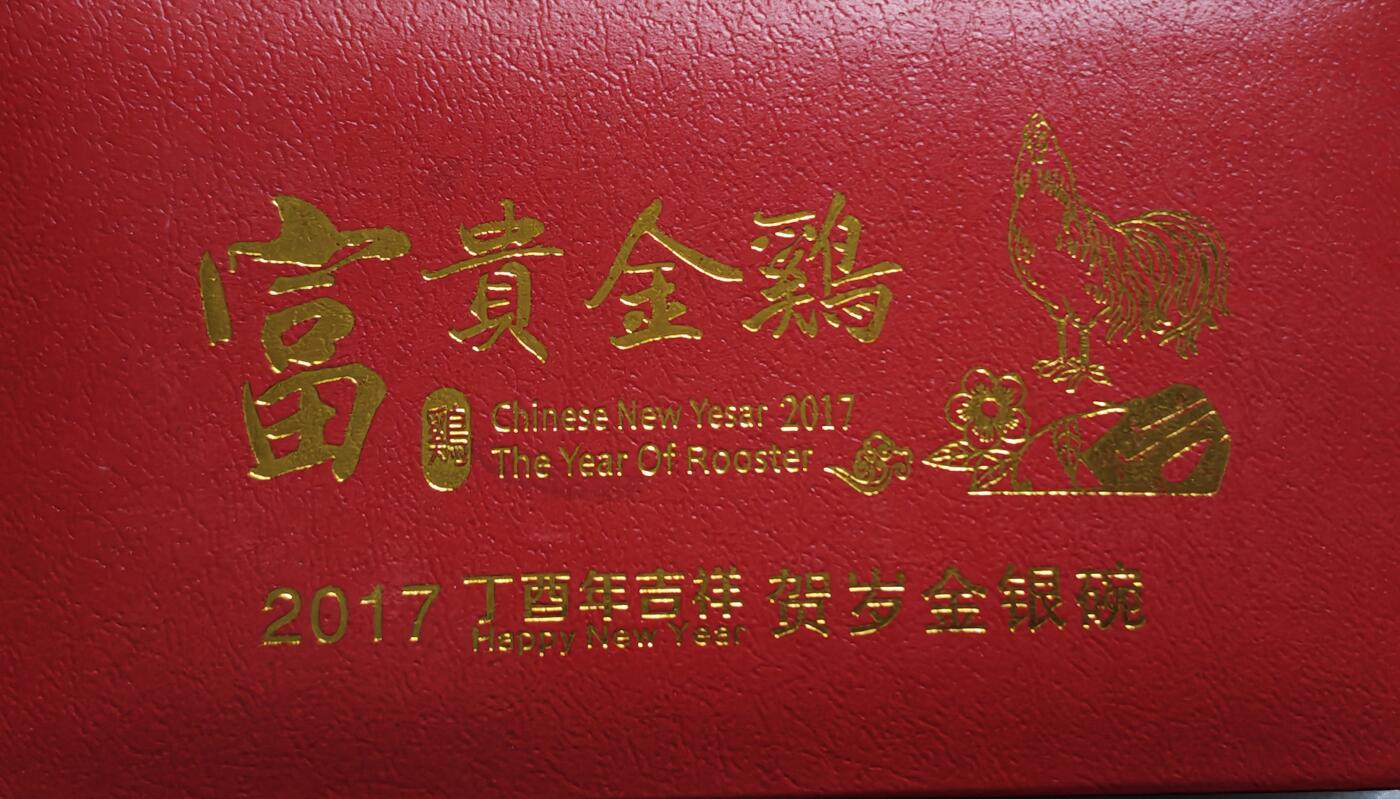 富貴金鷄
鷄
Chinese New Yesar 2017
The Year Of Rooster
2017 丁酉年吉祥 贺岁金银碗
Happy New Year